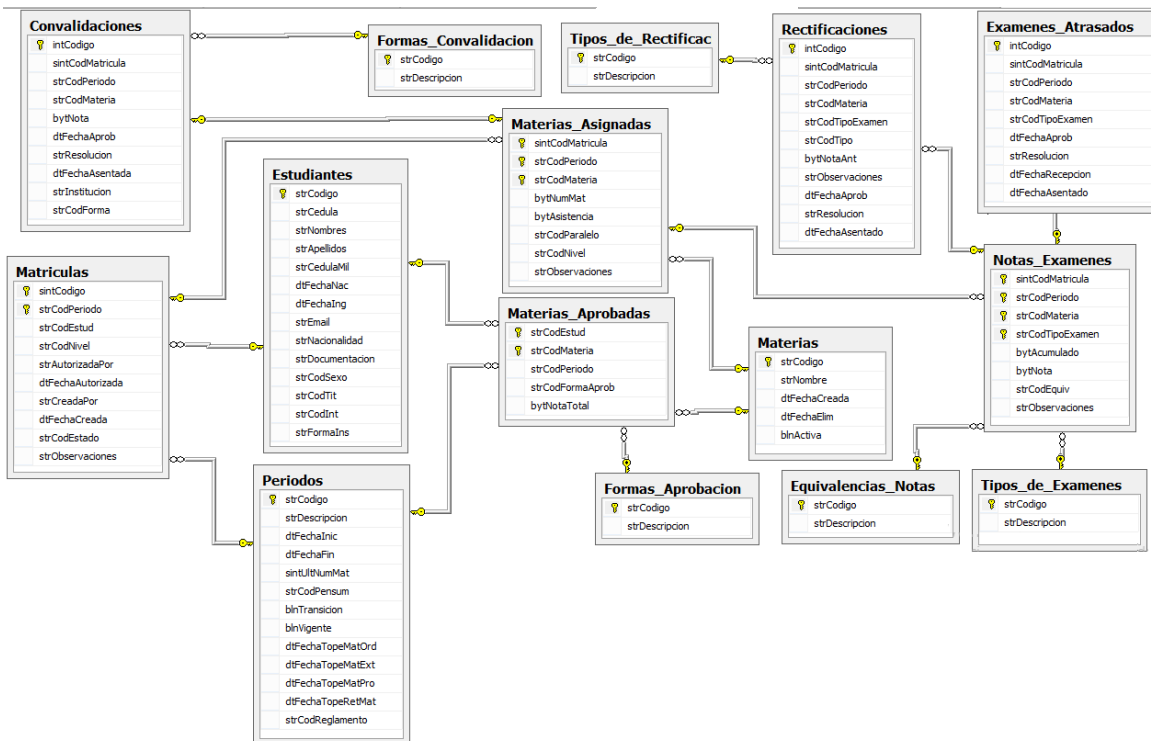 Convalidaciones
intCodigo
sintCodMatricula
strCodPeriodo
strCodMateria
bytNota
dtFechaAprob
strResolucion
dtFechaAsentada
strInstitucion
strCodForma
Formas_Convalidacion
strCodigo
strDescripcion
Tipos_de_Rectificac
strCodigo
strDescripcion
Rectificaciones
intCodigo
sintCodMatricula
strCodPeriodo
strCodMateria
strCodTipoExamen
strCodTipo
bytNotaAnt
strObservaciones
dtFechaAprob
strResolucion
dtFechaAsentado
Examenes_Atrasados
intCodigo
sintCodMatricula
strCodPeriodo
strCodMateria
strCodTipoExamen
dtFechaAprob
strResolucion
dtFechaRecepcion
dtFechaAsentado
Materias_Asignadas
sintCodMatricula
strCodPeriodo
strCodMateria
bytNumMat
bytAsistencia
strCodParalelo
strCodNivel
strObservaciones
Estudiantes
strCodigo
strCedula
strNombres
strApellidos
strCedulaMil
dtFechaNac
dtFechaIng
strEmail
strNacionalidad
strDocumentacion
strCodSexo
strCodTit
strCodInt
strFormaIns
Matriculas
sintCodigo
strCodPeriodo
strCodEstud
strCodNivel
strAutorizadaPor
dtFechaAutorizada
strCreadaPor
dtFechaCreada
strCodEstado
strObservaciones
Notas_Examenes
sintCodMatricula
strCodPeriodo
strCodMateria
strCodTipoExamen
bytAcumulado
bytNota
strCodEquiv
strObservaciones
Materias_Aprobadas
strCodEstud
strCodMateria
strCodPeriodo
strCodFormaAprob
bytNotaTotal
Materias
strCodigo
strNombre
dtFechaCreada
dtFechaElim
blnActiva
Periodos
strCodigo
strDescripcion
dtFechaInic
dtFechaFin
sintUltNumMat
strCodPensum
blnTransicion
blnVigente
dtFechaTopeMatOrd
dtFechaTopeMatExt
dtFechaTopeMatPro
dtFechaTopeRetMat
strCodReglamento
Formas_Aprobacion
strCodigo
strDescripcion
Equivalencias_Notas
strCodigo
strDescripcion
Tipos_de_Examenes
strCodigo
strDescripcion